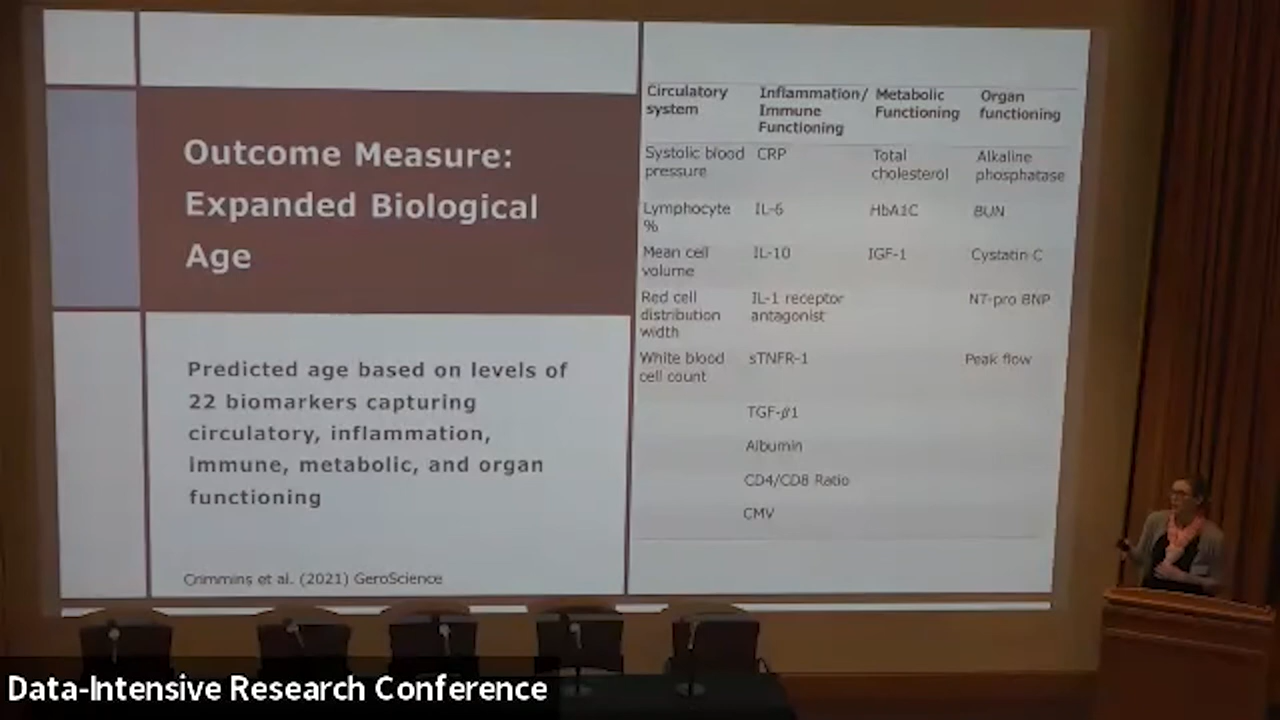 Outcome Measure:
Expanded Biological
Age
Predicted age based on levels of
22 biomarkers capturing
circulatory, inflammation,
immune, metabolic, and organ
functioning
Crimmins et al. (2021) GeroScience
Circulatory
system
Inflammation/
Immune
Functioning
Metabolic
Functioning
Organ
functioning
Systolic blood
pressure
CRP
Total
cholesterol
Alkaline
phosphatase
Lymphocyte
%
IL-6
HbA1C
BUN
Mean cell
volume
IL-10
IGF-1
Cystatin C
Red cell
distribution
width
IL-1 receptor
antagonist
NT-pro BNP
White blood
cell count
sTNFR-1
Peak flow
TGF-β1
Albumin
CD4/CD8 Ratio
CMV
Data-Intensive Research Conference